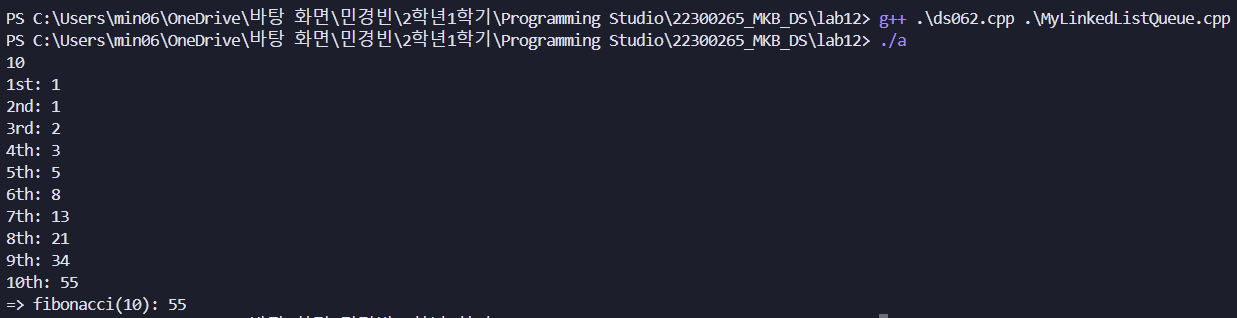 PS C:\Users\min06\OneDrive\바탕 화면\민경빈\2학년1학기\Programming Studio\22300265_MKB_DS\lab12> g++ .\ds062.cpp .\MyLinkedListQueue.cpp
PS C:\Users\min06\OneDrive\바탕 화면\민경빈\2학년1학기\Programming Studio\22300265_MKB_DS\lab12> ./a
10
1st: 1
2nd: 1
3rd: 2
4th: 3
5th: 5
6th: 8
7th: 13
8th: 21
9th: 34
10th: 55
=> fibonacci(10): 55